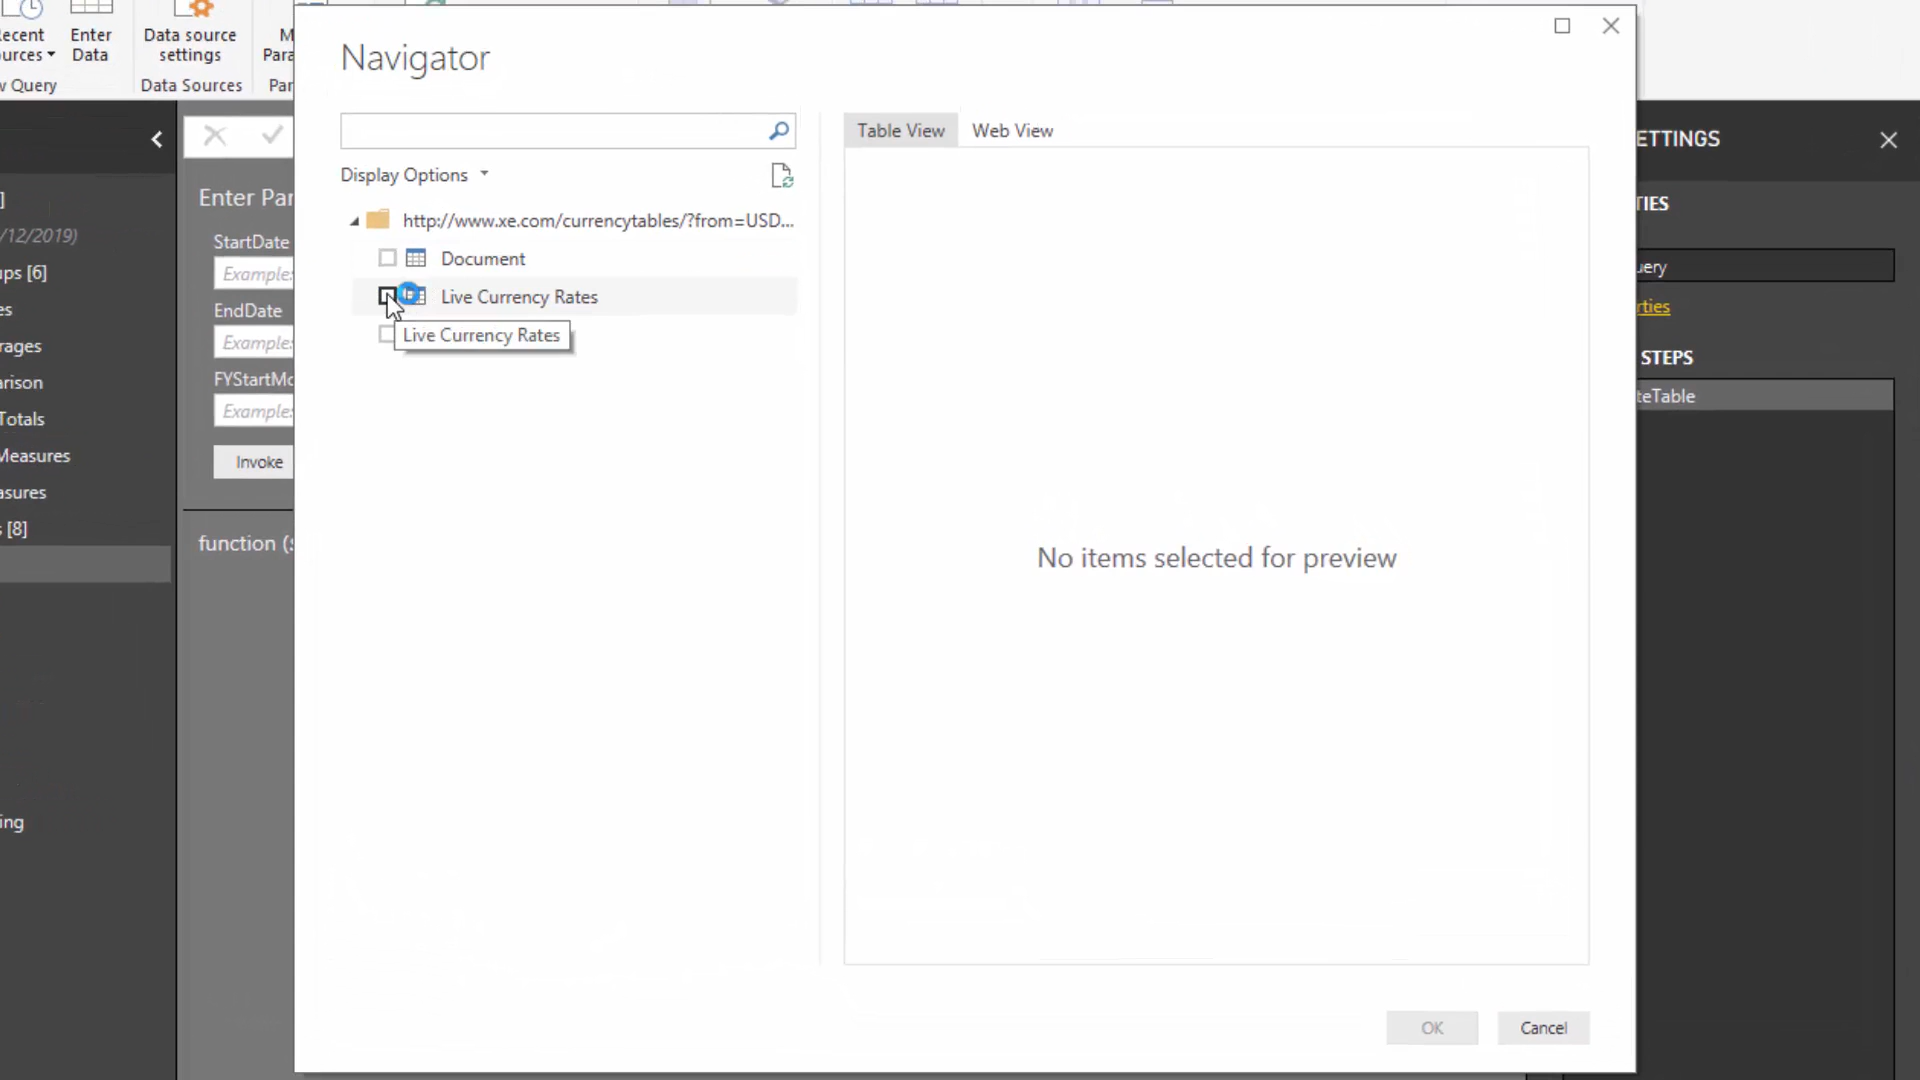 Navigator
ecent
ources
Enter
Data
Data source
settings
M
Para
w Query
Data Sources
Par
Table View
Web View
Display Options
http://www.xe.com/currencytables/?from=USD...
Document
Live Currency Rates
Live Currency Rates
No items selected for preview
OK
Cancel
]
/12/2019)
ups [6]
es
rages
arison
Totals
Measures
asures
s [8]
ing
Enter Par
StartDate
Example:
EndDate
Example:
FYStartMo
Example:
Invoke
function (s
ETTINGS
TIES
uery
rties
STEPS
teTable